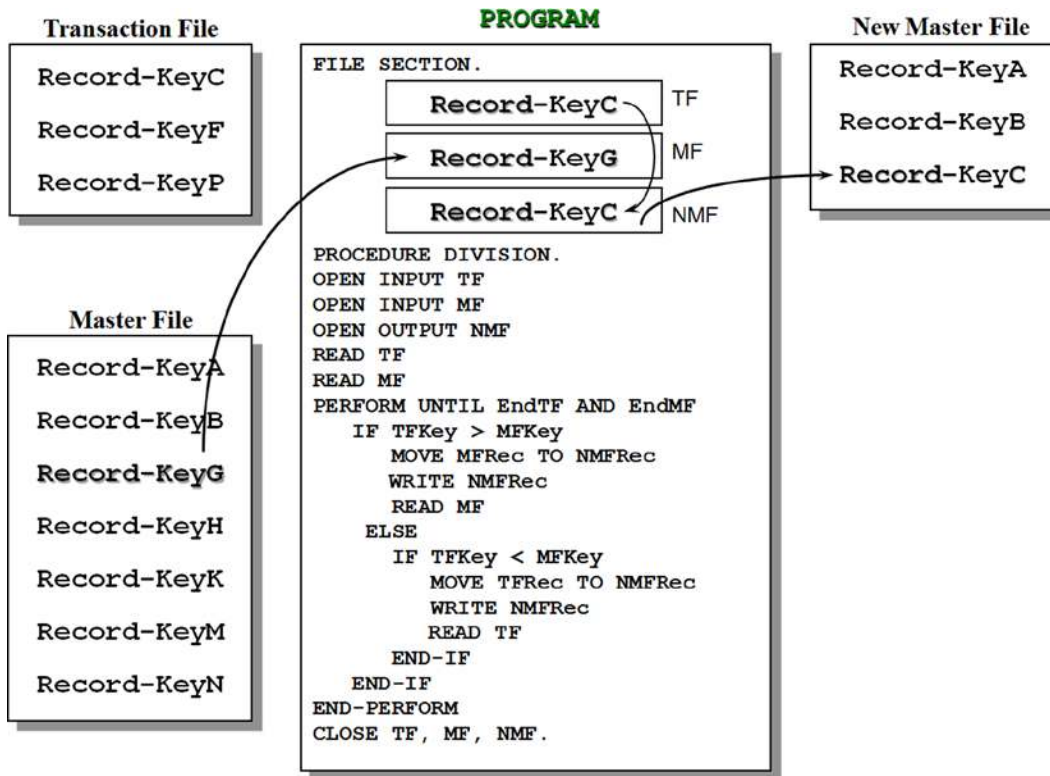 PROGRAM
Transaction File
Record-KeyC
Record-KeyF
Record-KeyP
Master File
Record-KeyA
Record-KeyB
Record-KeyG
Record-KeyH
Record-KeyK
Record-KeyM
Record-KeyN
FILE SECTION.
Record-KeyC TF
Record-KeyG MF
Record-KeyC NMF
PROCEDURE DIVISION.
OPEN INPUT TF
OPEN INPUT MF
OPEN OUTPUT NMF
READ TF
READ MF
PERFORM UNTIL EndTF AND EndMF
IF TFKey > MFKey
MOVE MFRec TO NMFRec
WRITE NMFRec
READ MF
ELSE
IF TFKey < MFKey
MOVE TFRec TO NMFRec
WRITE NMFRec
READ TF
END-IF
END-IF
END-PERFORM
CLOSE TF, MF, NMF.
New Master File
Record-KeyA
Record-KeyB
Record-KeyC